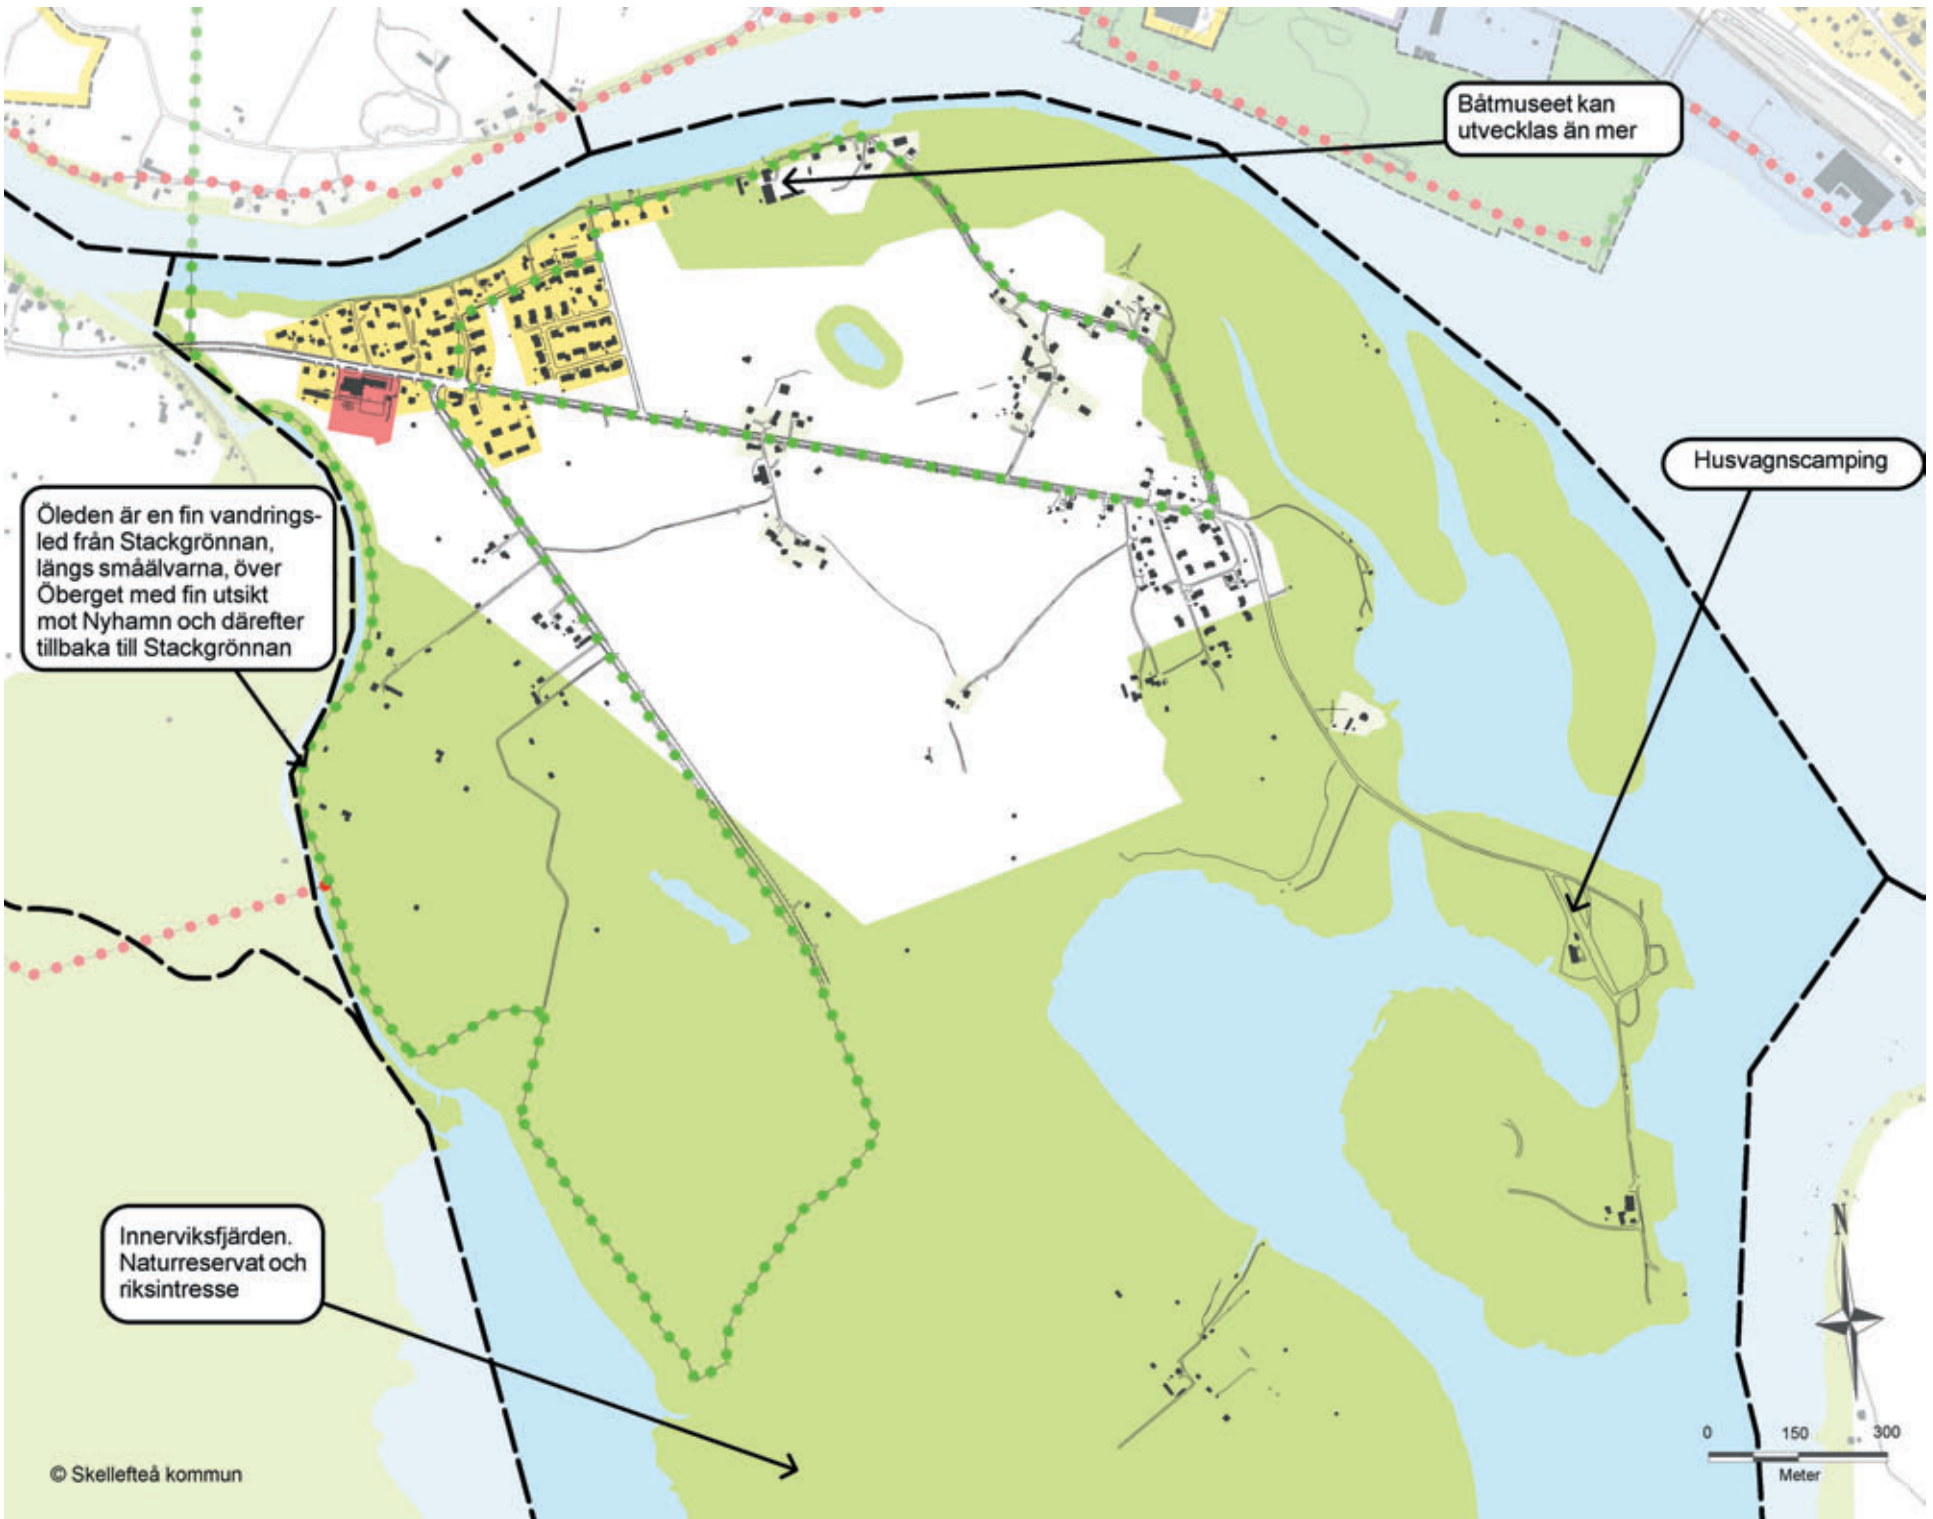 Båtmuseet kan
utvecklas än mer
Husvagnscamping
Öleden är en fin vandrings-
led från Stackgrönnan,
längs småälvarna, över
Öberget med fin utsikt
mot Nyhamn och därefter
tillbaka till Stackgrönnan
Innerviksfjärden.
Naturreservat och
riksintresse
N
0 150 300
Meter
© Skellefteå kommun